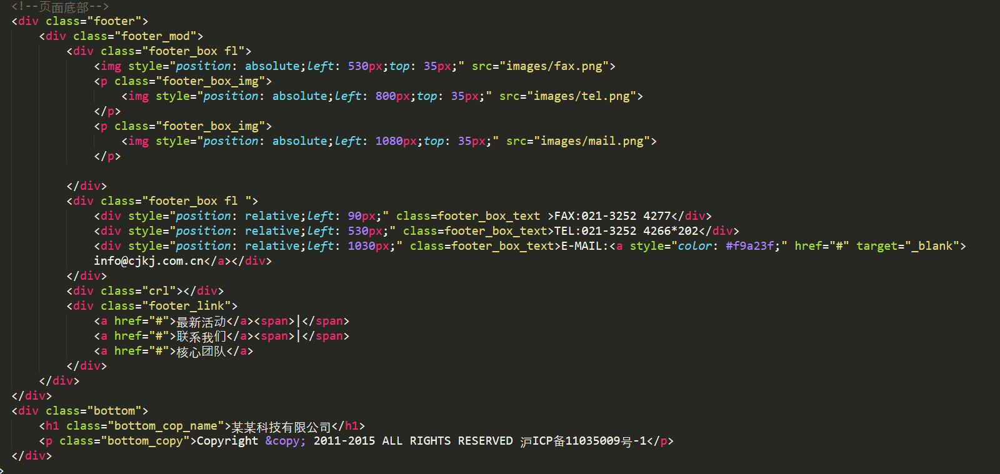 <!--页面底部-->
<div class="footer">
<div class="footer_mod">
<div class="footer_box fl">
<img style="position: absolute;left: 530px;top: 35px;" src="images/fax.png">
<p class="footer_box_img">
<img style="position: absolute;left: 800px;top: 35px;" src="images/tel.png">
</p>
<p class="footer_box_img">
<img style="position: absolute;left: 1080px;top: 35px;" src="images/mail.png">
</p>
</div>
<div class="footer_box fl ">
<div style="position: relative;left: 90px;" class=footer_box_text >FAX:021-3252 4277</div>
<div style="position: relative;left: 530px;" class=footer_box_text>TEL:021-3252 4266*202</div>
<div style="position: relative;left: 1030px;" class=footer_box_text>E-MAIL:<a style="color: #f9a23f;" href="#" target="_blank">
info@cjkj.com.cn</a></div>
</div>
<div class="crl"></div>
<div class="footer_link">
<a href="#">最新活动</a><span>|</span>
<a href="#">联系我们</a><span>|</span>
<a href="#">核心团队</a>
</div>
</div>
</div>
<div class="bottom">
<h1 class="bottom_cop_name">某某科技有限公司</h1>
<p class="bottom_copy">Copyright &copy; 2011-2015 ALL RIGHTS RESERVED 沪ICP备11035009号-1</p>
</div>
>